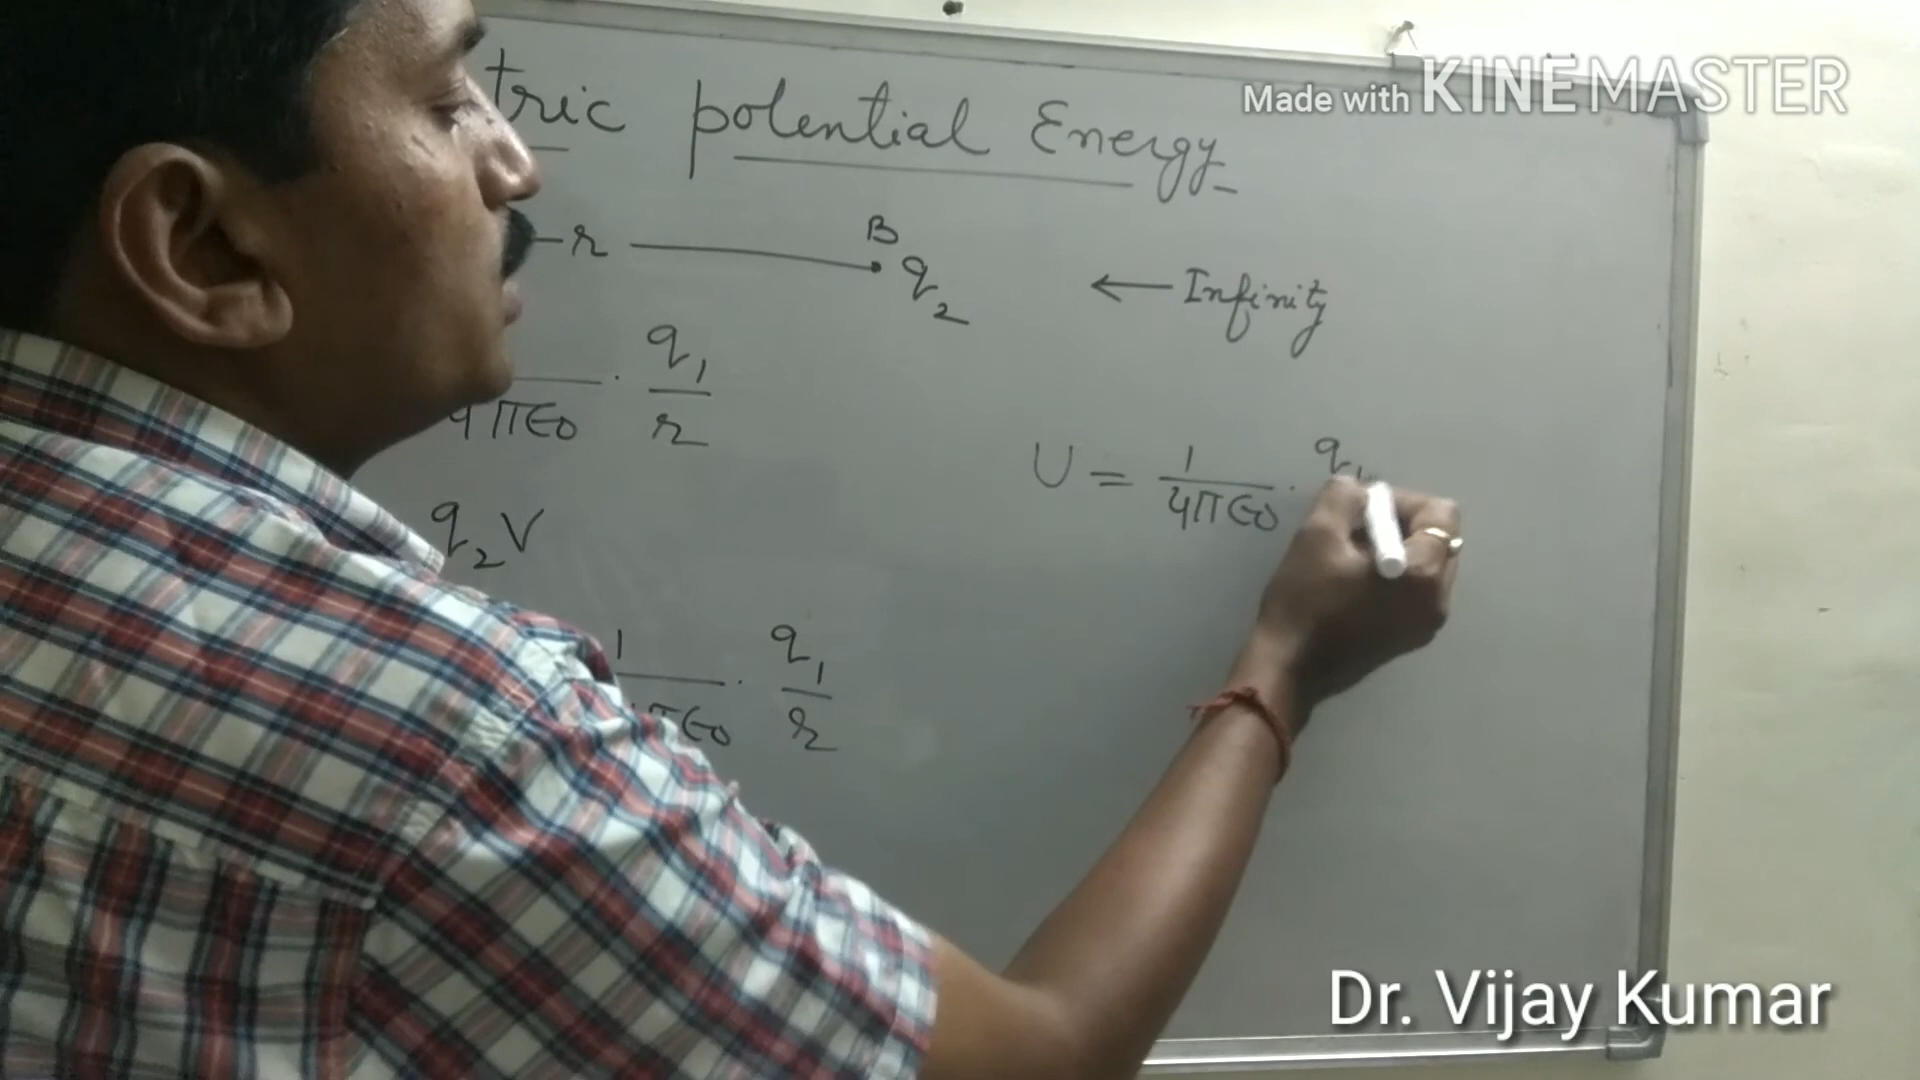 Made with KINEMASTER
tric potential Energy
r B
q₂ ← Infinity
4πϵ₀ · q₁/r
U = 1/4πϵ₀ · q₁
q₂V
1/πϵ₀ · q₁/r
Dr. Vijay Kumar